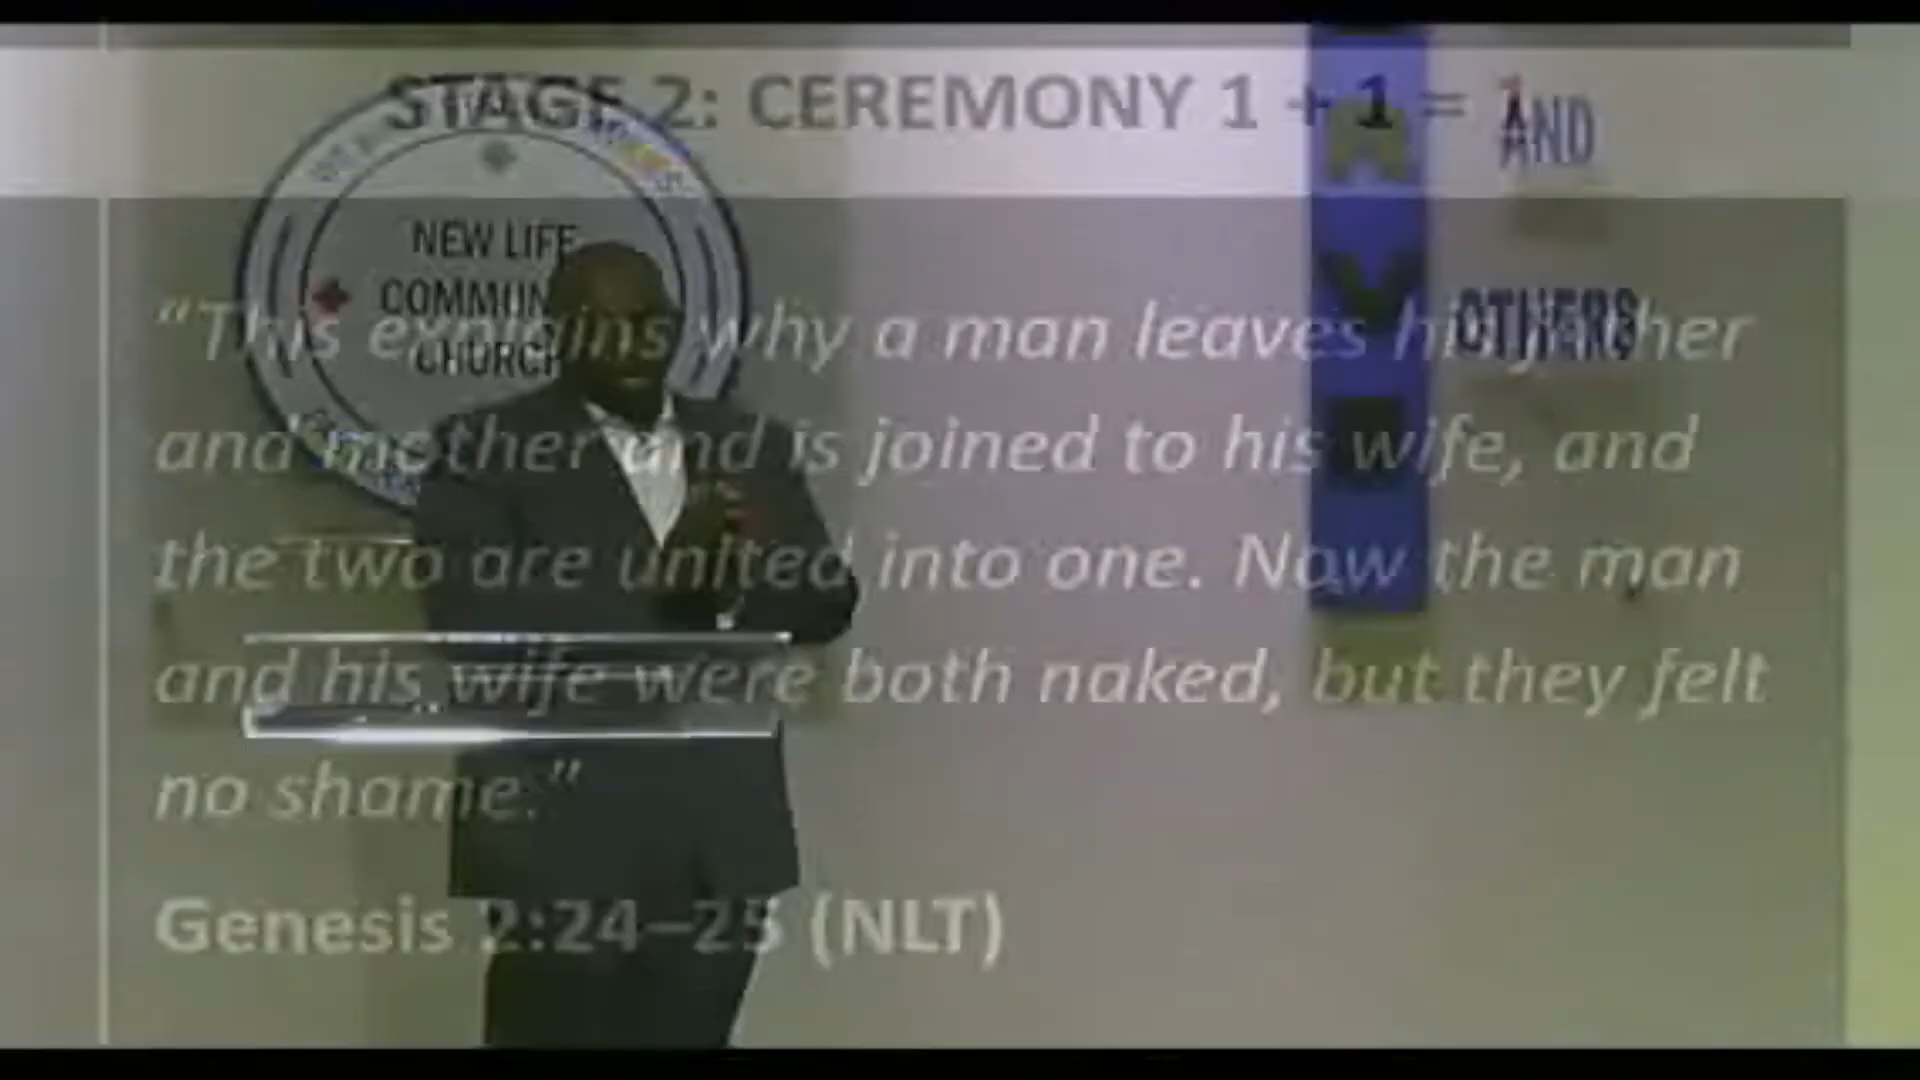 STAGE 2: CEREMONY 1 + 1 = 1
AND
OTHERS
NEW LIFE
COMMUN
CHURCH
“This explains why a man leaves his father
and mother and is joined to his wife, and
the two are united into one. Now the man
and his wife were both naked, but they felt
no shame.”
Genesis 2:24–25 (NLT)